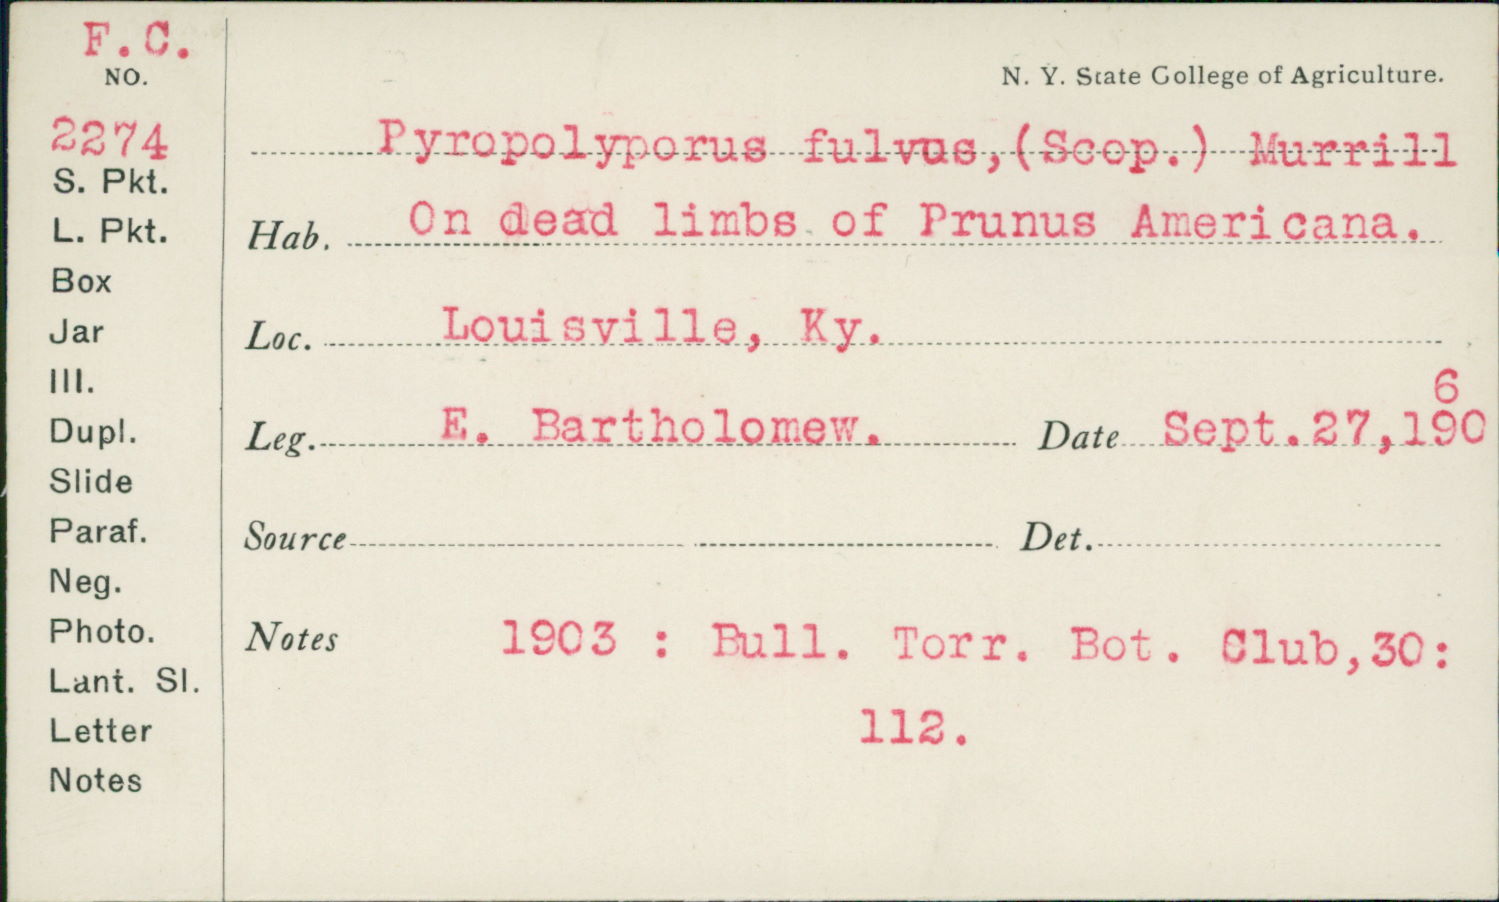 F.C.
NO.
N. Y. State College of Agriculture.
2274
Pyropolyporus fulvus,(Scop.) Murrill
S. Pkt.
L. Pkt.
Hab. On dead limbs of Prunus Americana.
Box
Jar
Loc. Louisville, Ky.
Ill.
6
Dupl.
Leg. E. Bartholomew. Date Sept.27,190
Slide
Paraf.
Source Det.
Neg.
Photo.
Notes 1903 : Bull. Torr. Bot. Club,30:
Lant. Sl.
Letter
112.
Notes